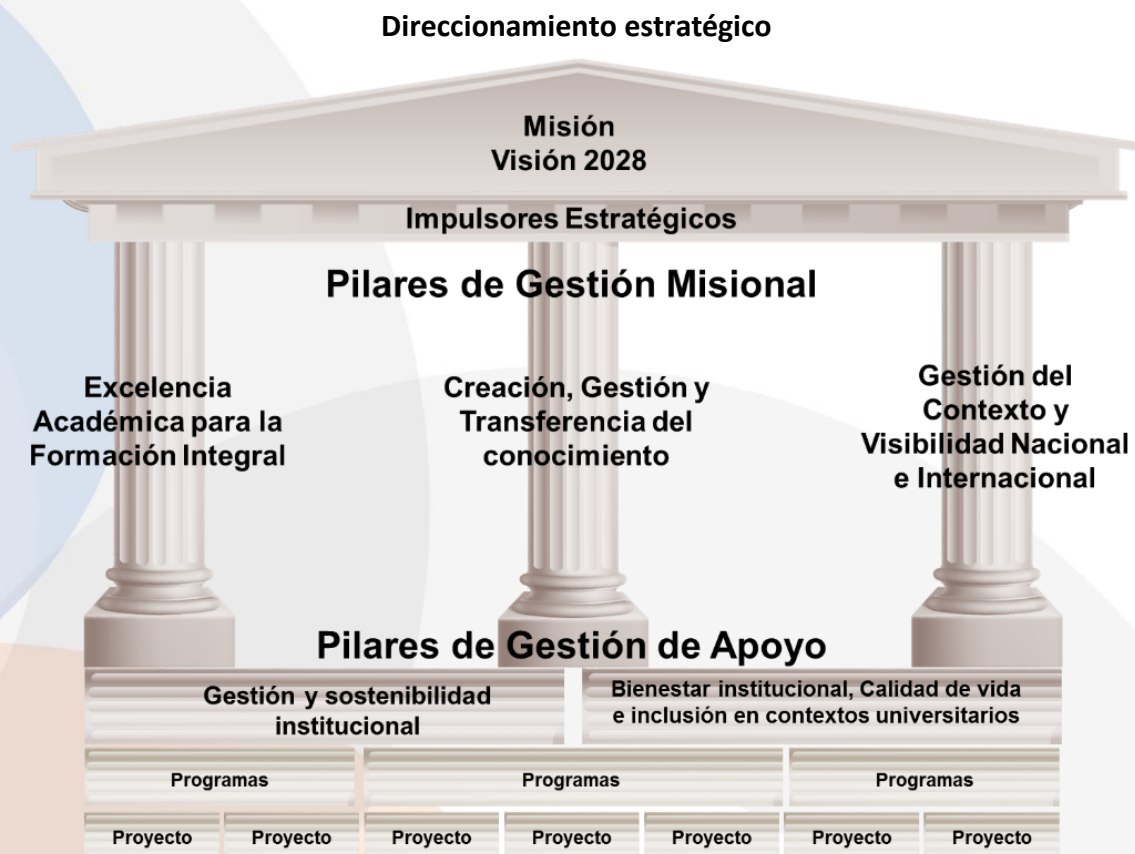 Direccionamiento estratégico
Misión
Visión 2028
Impulsores Estratégicos
Pilares de Gestión Misional
Excelencia
Académica para la
Formación Integral
Creación, Gestión y
Transferencia del
conocimiento
Gestión del
Contexto y
Visibilidad Nacional
e Internacional
Pilares de Gestión de Apoyo
Gestión y sostenibilidad
institucional
Bienestar institucional, Calidad de vida
e inclusión en contextos universitarios
Programas
Programas
Programas
Proyecto
Proyecto
Proyecto
Proyecto
Proyecto
Proyecto
Proyecto